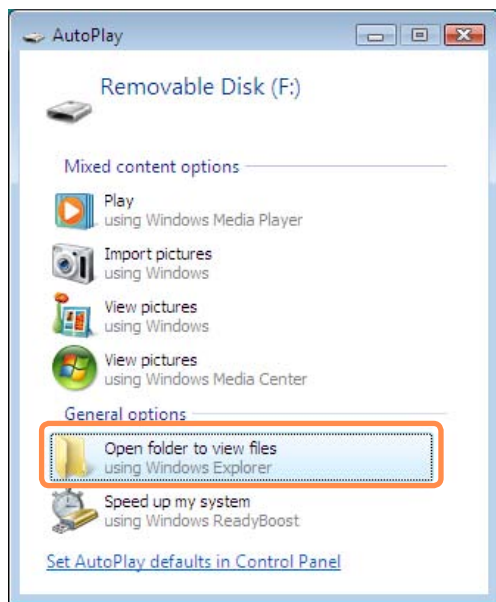 AutoPlay
Removable Disk (F:)
Mixed content options
Play
using Windows Media Player
Import pictures
using Windows
View pictures
using Windows
View pictures
using Windows Media Center
General options
Open folder to view files
using Windows Explorer
Speed up my system
using Windows ReadyBoost
Set AutoPlay defaults in Control Panel